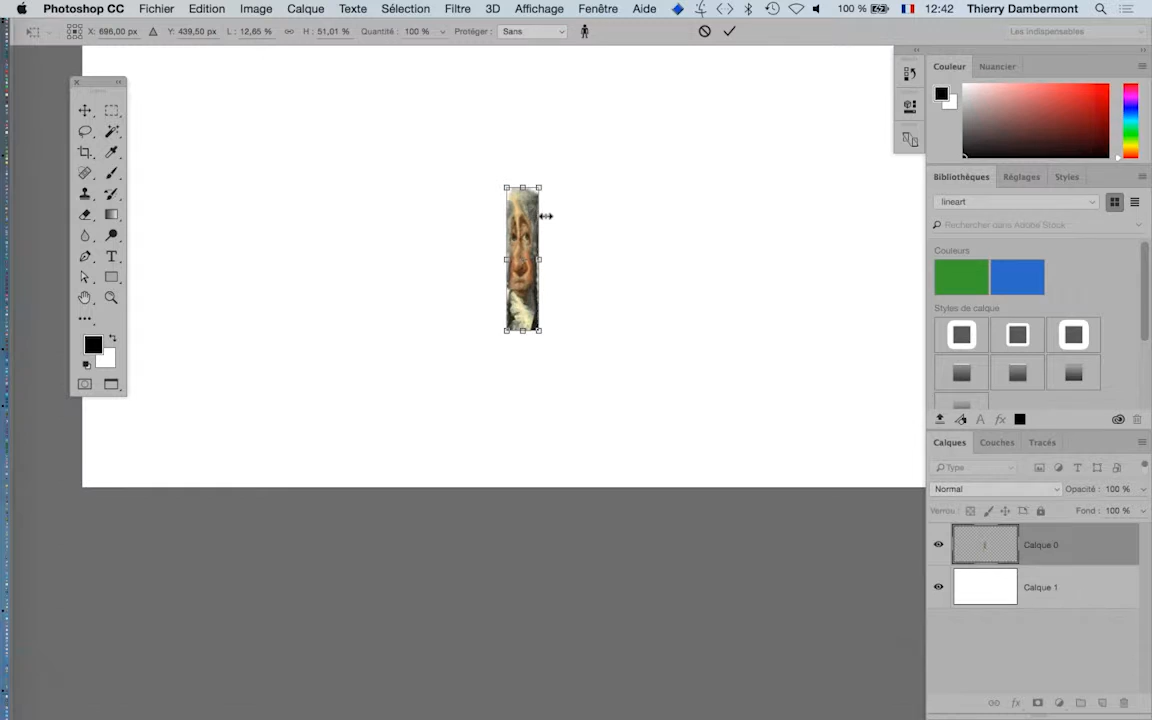 Photoshop CC Fichier Edition Image Calque Texte Sélection Filtre 3D Affichage Fenêtre Aide 100 % 12:42 Thierry Dambermont
X: 696,00 px Y: 439,50 px L: 12,65 % H: 51,01 % Quantité : 100 % Protéger : Sans Les indispensables
Couleur Nuancier
Bibliothèques Réglages Styles
lineart
Rechercher dans Adobe Stock
Couleurs
Styles de calque
Calques Couches Tracés
Type
Normal Opacité : 100 %
Verrou : Fond : 100 %
Calque 0
Calque 1